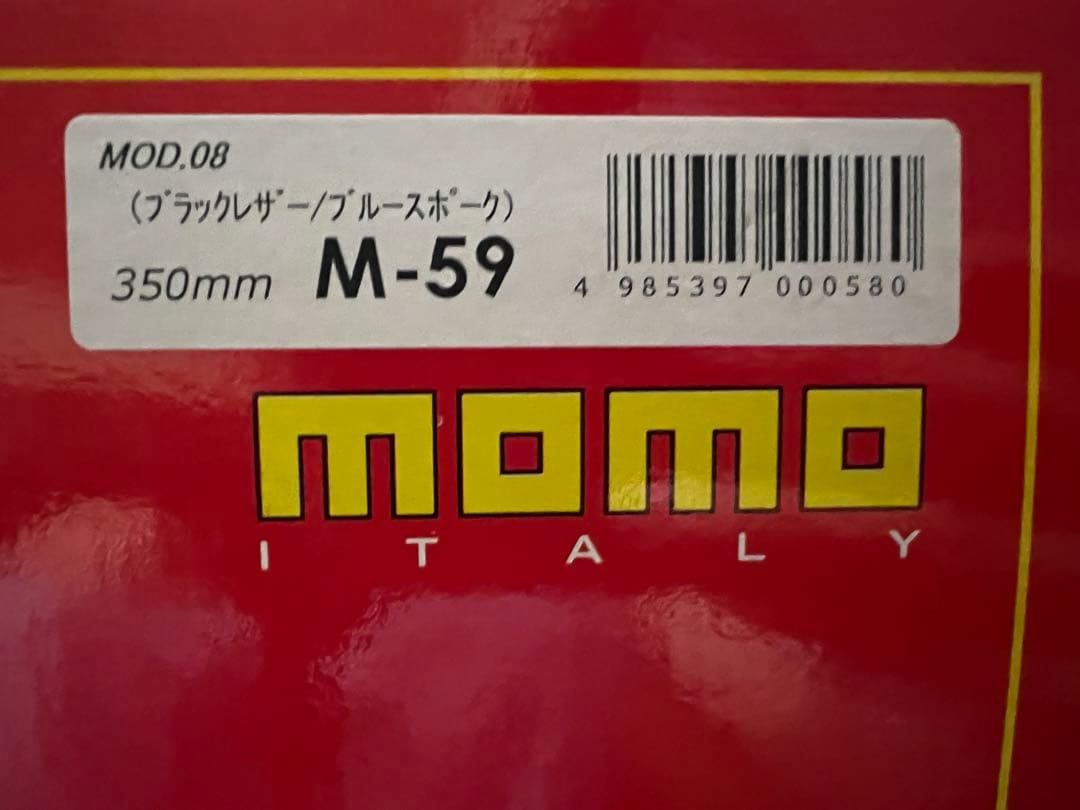 MOD.08
(ブラックレザー/ブルースポーク)
350mm M-59
4 985397 000580
momo
ITALY